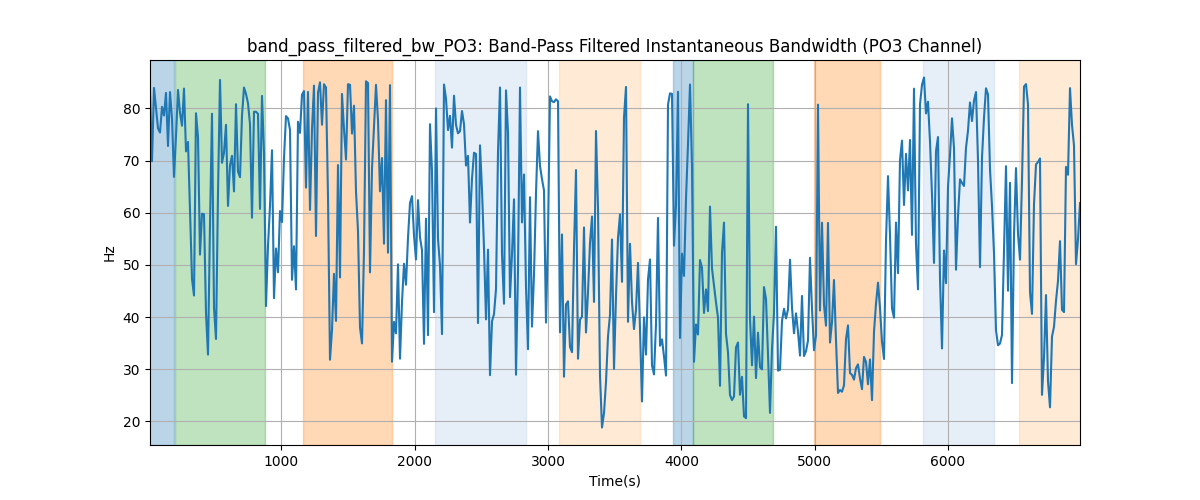 band_pass_filtered_bw_PO3: Band-Pass Filtered Instantaneous Bandwidth (PO3 Channel)
80
70
60
50
40
30
20
Hz
1000 2000 3000 4000 5000 6000
Time(s)